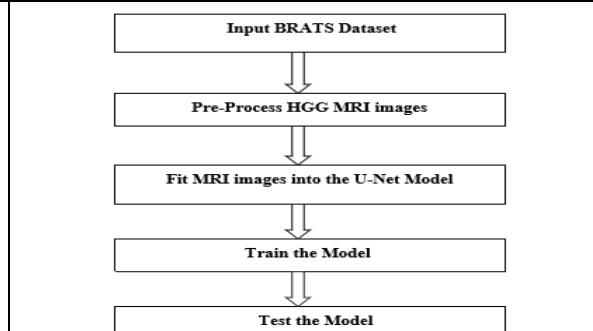 Input BRATS Dataset
Pre-Process HGG MRI images
Fit MRI images into the U-Net Model
Train the Model
Test the Model